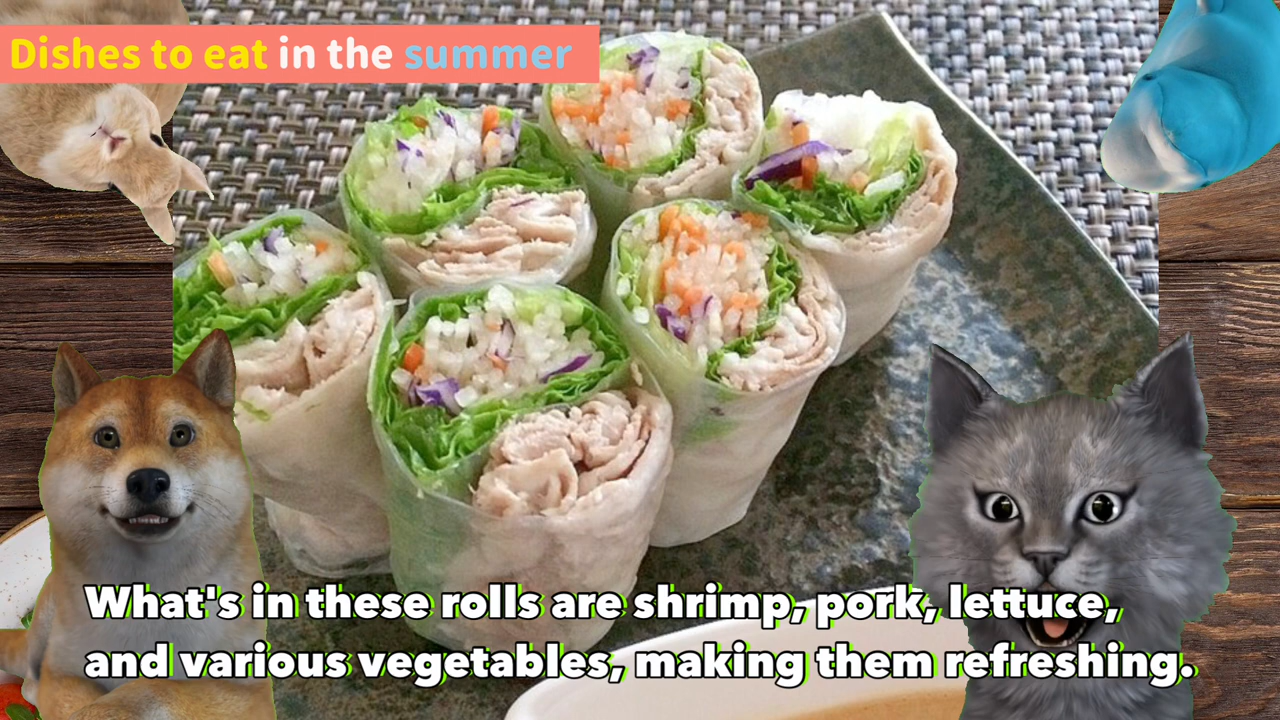 Dishes to eat in the summer
What's in these rolls are shrimp, pork, lettuce,
and various vegetables, making them refreshing.